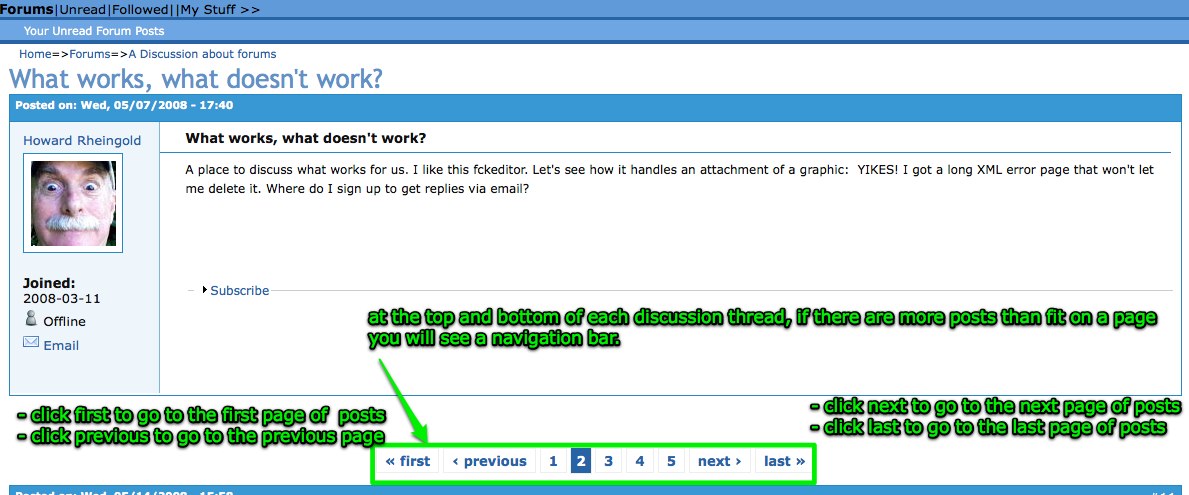 Forums|Unread|Followed||My Stuff >>
Your Unread Forum Posts
Home=>Forums=>A Discussion about forums
What works, what doesn't work?
Posted on: Wed, 05/07/2008 - 17:40
Howard Rheingold
What works, what doesn't work?
A place to discuss what works for us. I like this fckeditor. Let's see how it handles an attachment of a graphic:  YIKES! I got a long XML error page that won't let
me delete it. Where do I sign up to get replies via email?
Joined:
2008-03-11
Offline
Email
Subscribe
at the top and bottom of each discussion thread, if there are more posts than fit on a page
you will see a navigation bar.
- click first to go to the first page of  posts
- click previous to go to the previous page
- click next to go to the next page of posts
- click last to go to the last page of posts
« first ‹ previous 1 2 3 4 5 next › last »
Posted on: Wed, 05/14/2008 - 15:58